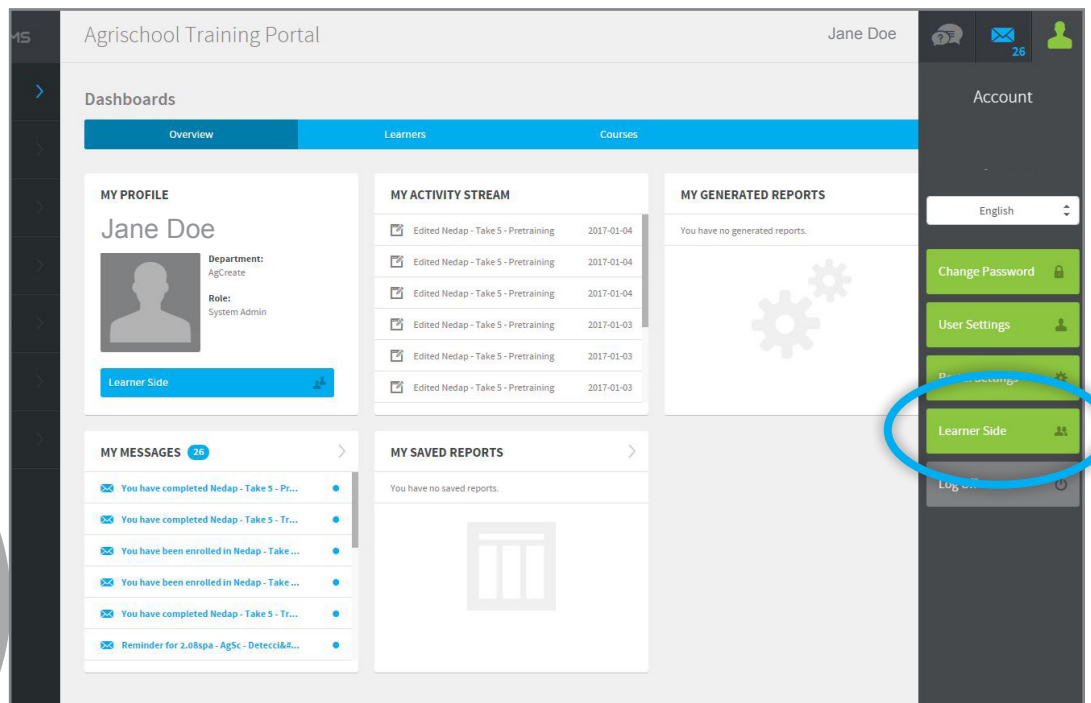 MS
Agrischool Training Portal
Jane Doe
26
Account
Dashboards
Overview
Learners
Courses
English
MY PROFILE
Jane Doe
Department:
AgCreate
Role:
System Admin
Learner Side
MY ACTIVITY STREAM
Edited Nedap - Take 5 - Pretraining 2017-01-04
Edited Nedap - Take 5 - Pretraining 2017-01-04
Edited Nedap - Take 5 - Pretraining 2017-01-04
Edited Nedap - Take 5 - Pretraining 2017-01-03
Edited Nedap - Take 5 - Pretraining 2017-01-03
Edited Nedap - Take 5 - Pretraining 2017-01-03
MY GENERATED REPORTS
You have no generated reports.
Change Password
User Settings
Settings
Learner Side
Log
MY MESSAGES 26
You have completed Nedap - Take 5 - Pr...
You have completed Nedap - Take 5 - Tr...
You have been enrolled in Nedap - Take ...
You have been enrolled in Nedap - Take ...
You have completed Nedap - Take 5 - Tr...
Reminder for 2.08spa - AgSc - Detecci&#...
MY SAVED REPORTS
You have no saved reports.